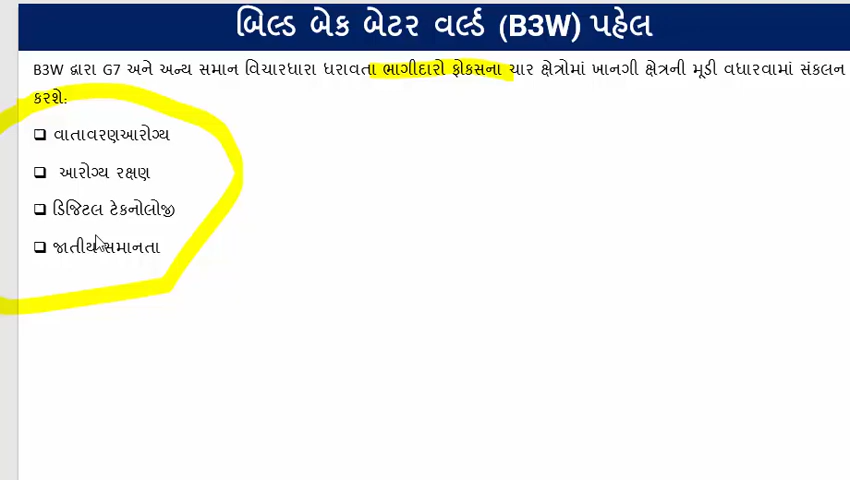 બિલ્ડ બેક બેટર વર્લ્ડ (B3W) પહેલ
B3W દ્વારા G7 અને અન્ય સમાન વિચારધારા ધરાવતા ભાગીદારો ફોકસના ચાર ક્ષેત્રોમાં ખાનગી ક્ષેત્રની મૂડી વધારવામાં સંકલન
કરશે:
વાતાવરણઆરોગ્ય
આરોગ્ય રક્ષણ
ડિજિટલ ટેકનોલોજી
જાતીય સમાનતા